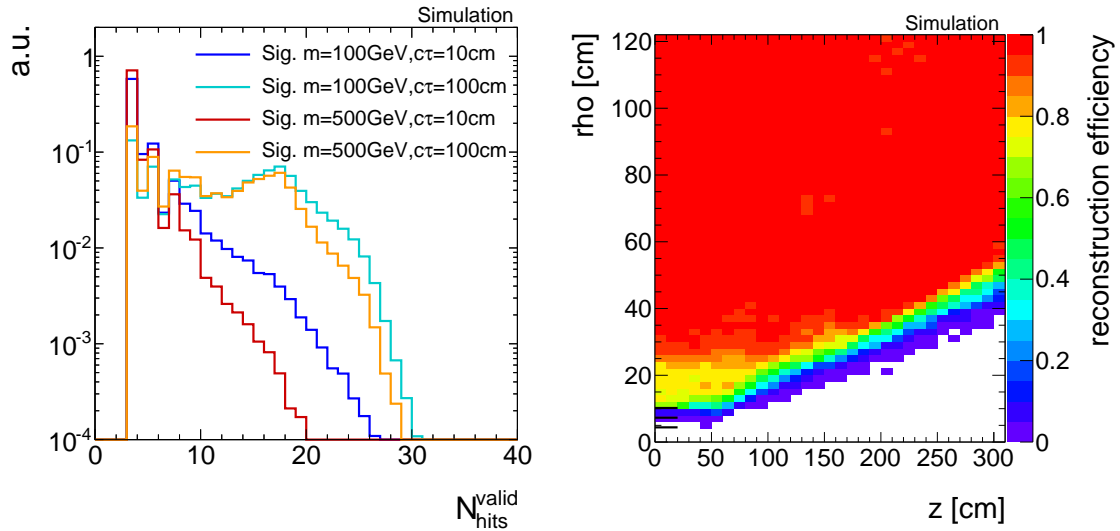 Simulation
a.u.
Sig. m=100GeV,cτ=10cm
Sig. m=100GeV,cτ=100cm
Sig. m=500GeV,cτ=10cm
Sig. m=500GeV,cτ=100cm
1
10⁻¹
10⁻²
10⁻³
10⁻⁴
0 10 20 30 40
N^valid_hits
Simulation
rho [cm]
120
100
80
60
40
20
0
0 50 100 150 200 250 300
z [cm]
1
0.8
0.6
0.4
0.2
0
reconstruction efficiency